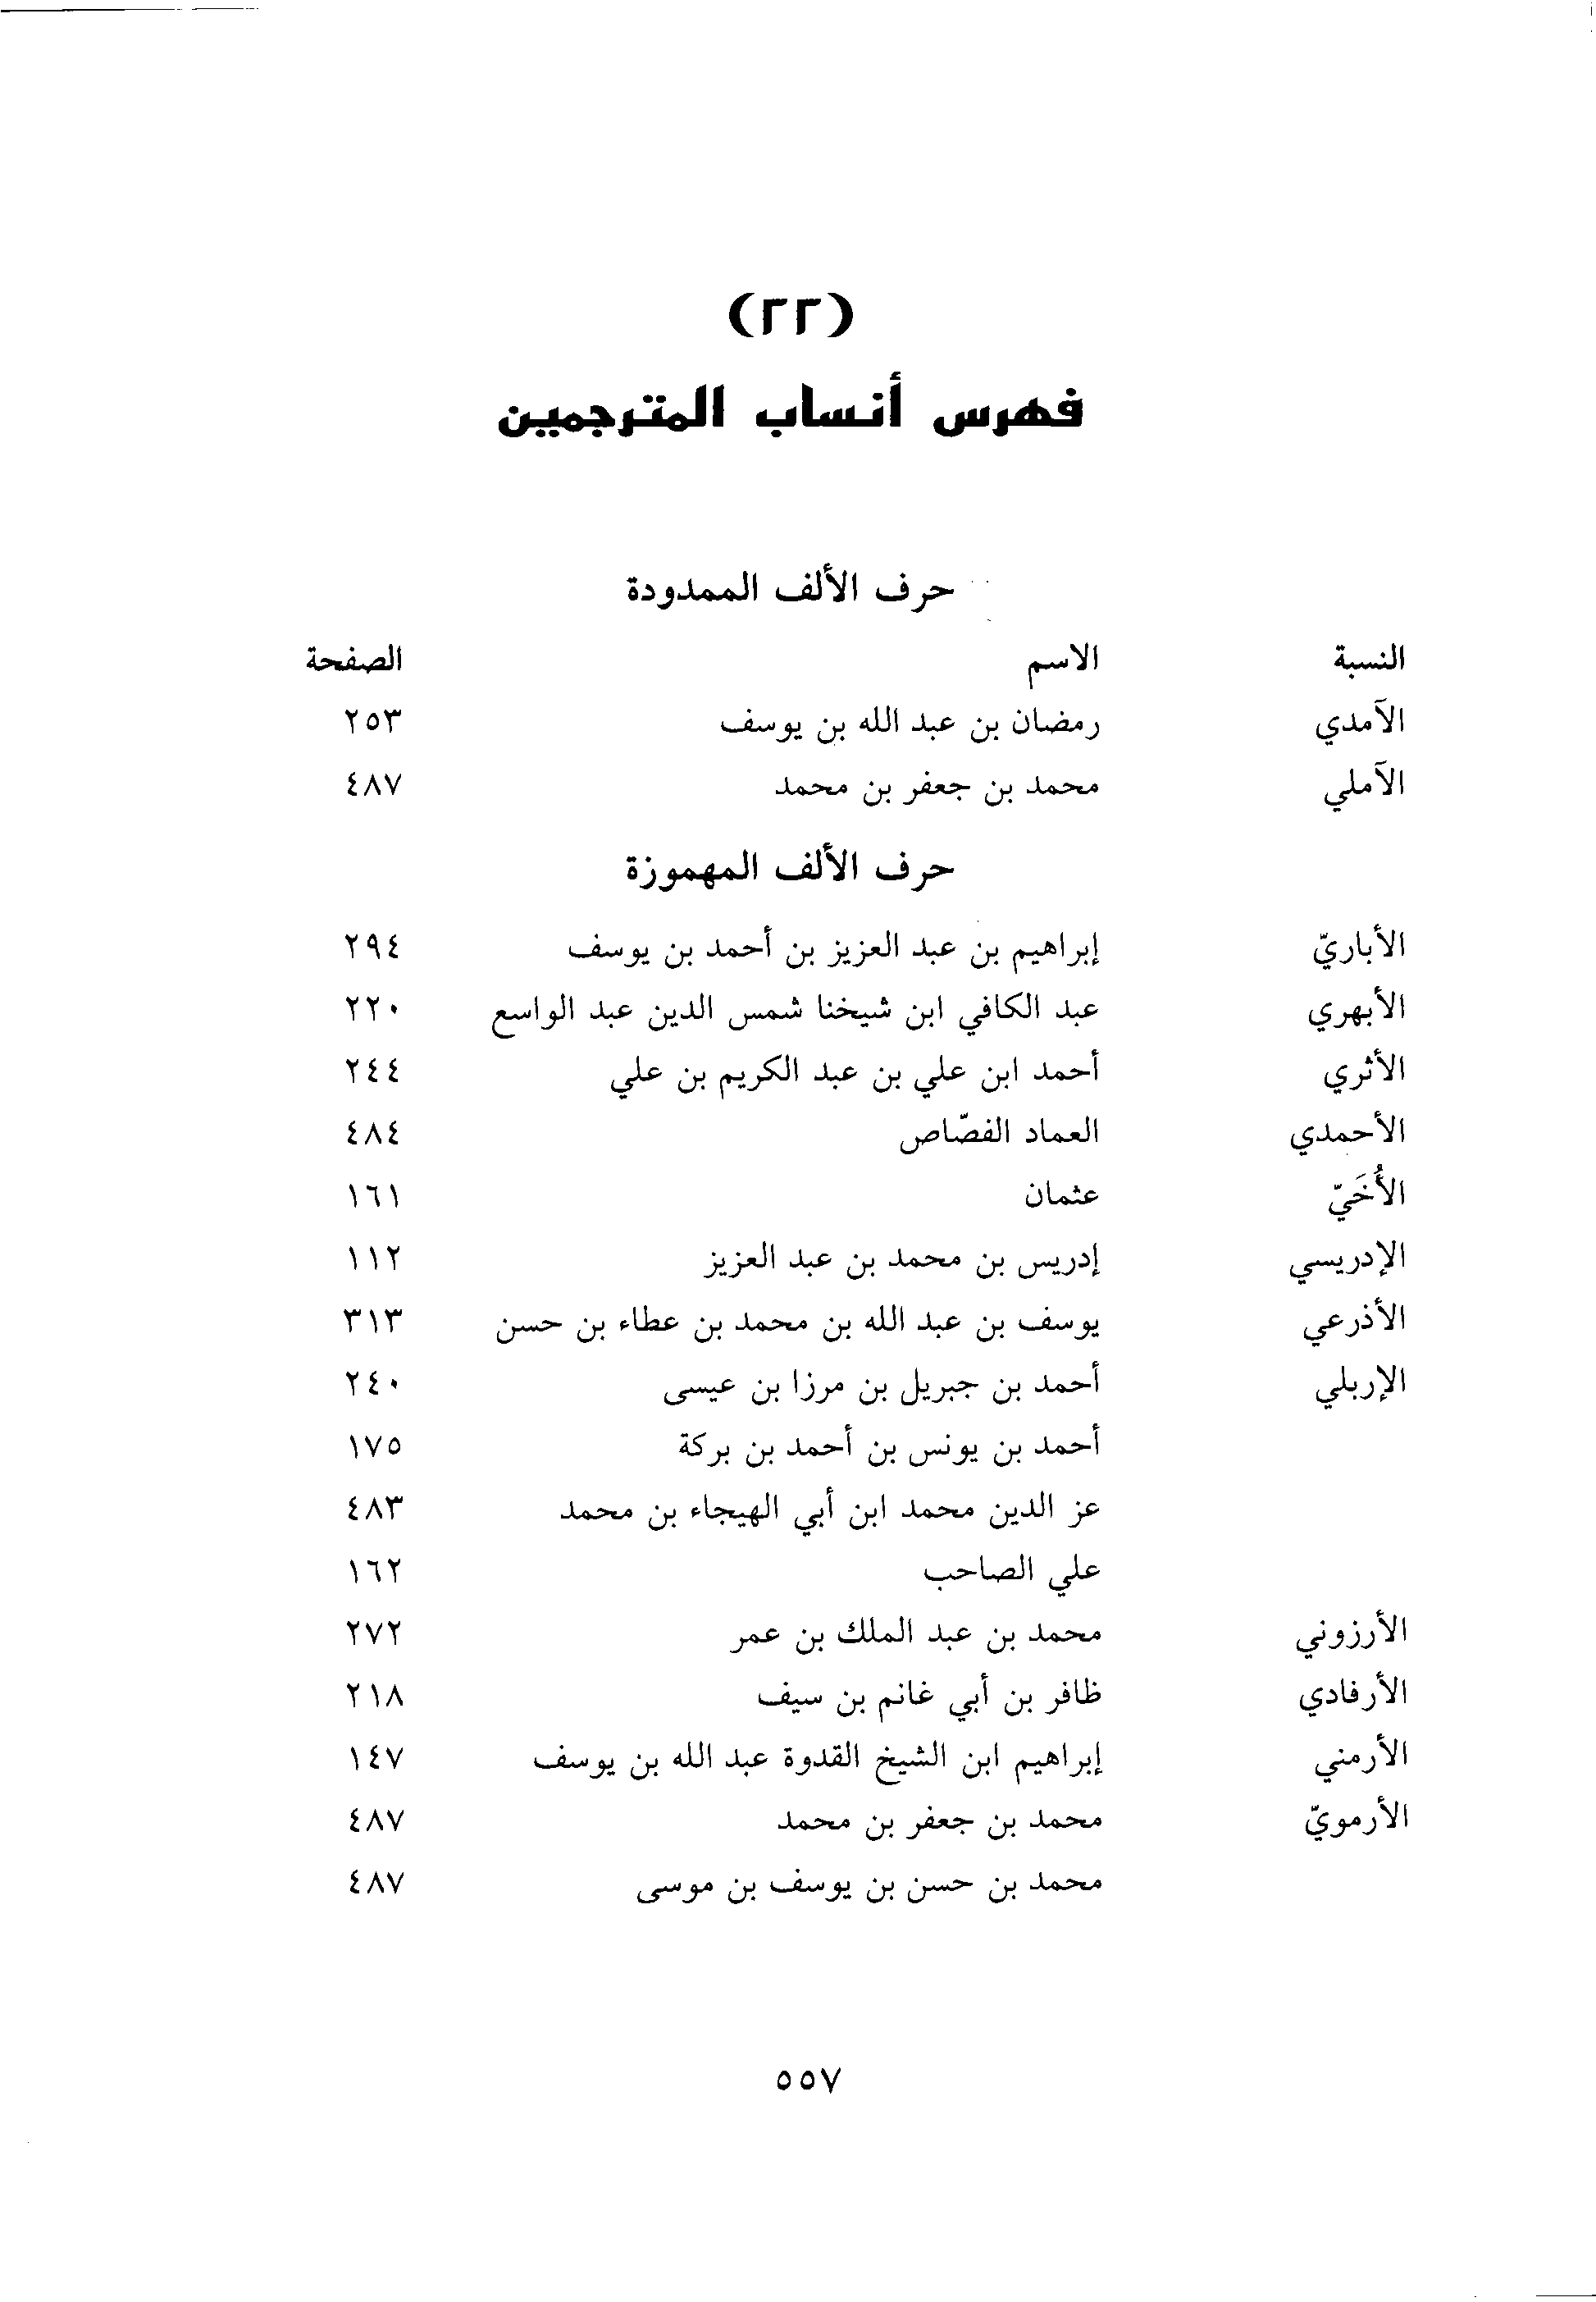 (٢٢)
فهرس أنساب المترجمين
حرف الألف الممدودة
النسبة الاسم الصفحة
الآمدي رمضان بن عبد الله بن يوسف ٢٥٣
الآملي محمد بن جعفر بن محمد ٤٨٧
حرف الألف المهموزة
الأباريّ إبراهيم بن عبد العزيز بن أحمد بن يوسف ٢٩٤
الأبهري عبد الكافي ابن شيخنا شمس الدين عبد الواسع ٢٢٠
الأثري أحمد ابن علي بن عبد الكريم بن علي ٢٤٤
الأحمدي العماد الفصّاص ٤٨٤
الأُخَيّ عثمان ١٦١
الإدريسي إدريس بن محمد بن عبد العزيز ١١٢
الأذرعي يوسف بن عبد الله بن محمد بن عطاء بن حسن ٣١٣
الإربلي أحمد بن جبريل بن مرزا بن عيسى ٢٤٠
أحمد بن يونس بن أحمد بن بركة ١٧٥
عز الدين محمد ابن أبي الهيجاء بن محمد ٤٨٣
علي الصاحب ١٦٢
الأرزوني محمد بن عبد الملك بن عمر ٢٧٢
الأرفادي ظافر بن أبي غانم بن سيف ٢١٨
الأرمني إبراهيم ابن الشيخ القدوة عبد الله بن يوسف ١٤٧
الأرمويّ محمد بن جعفر بن محمد ٤٨٧
محمد بن حسن بن يوسف بن موسى ٤٨٧
٥٥٧